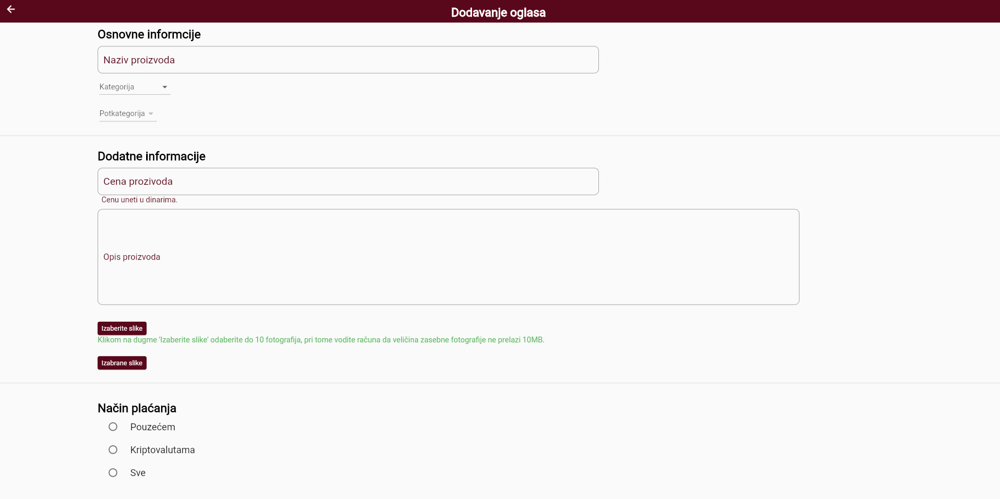 Dodavanje oglasa
Osnovne informcije
Naziv proizvoda
Kategorija
Potkategorija
Dodatne informacije
Cena prozivoda
Cenu uneti u dinarima.
Opis proizvoda
Izaberite slike
Klikom na dugme 'Izaberite slike' odaberite do 10 fotografija, pri tome vodite računa da veličina zasebne fotografije ne prelazi 10MB.
Izabrane slike
Način plaćanja
Pouzećem
Kriptovalutama
Sve